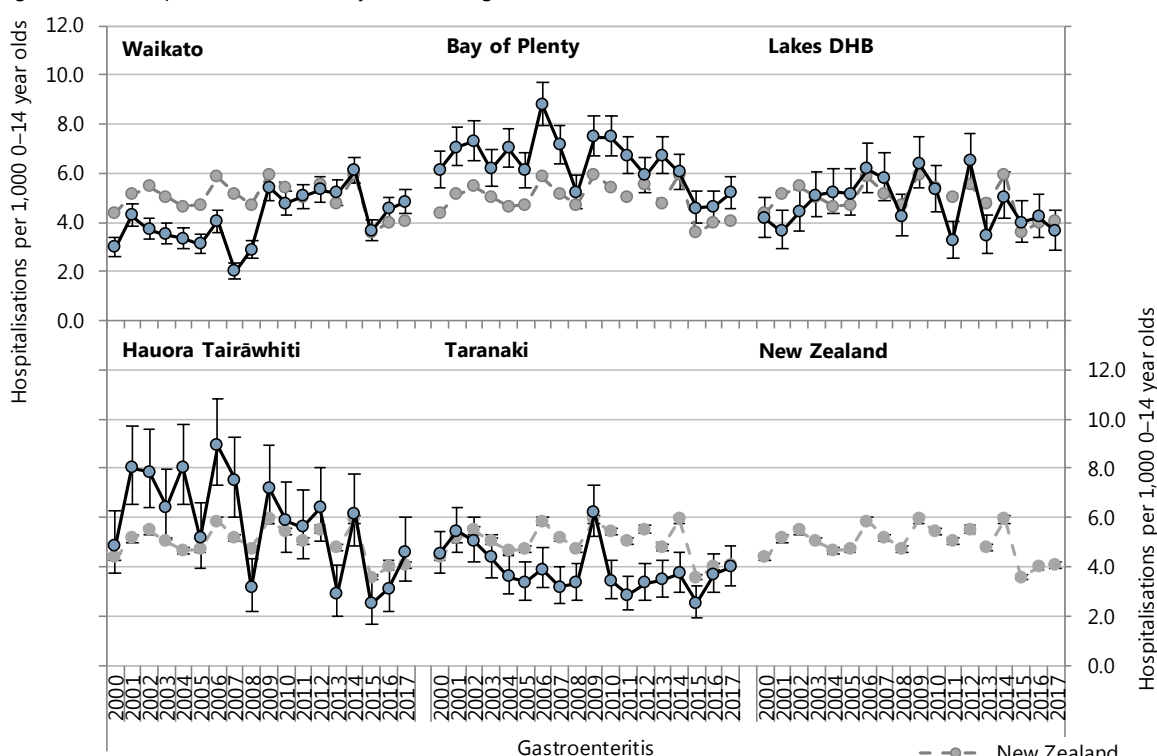 Hospitalisations per 1,000 0–14 year olds
12.0
10.0
8.0
6.0
4.0
2.0
0.0
Waikato
Bay of Plenty
Lakes DHB
Hauora Tairāwhiti
Taranaki
New Zealand
12.0
10.0
8.0
6.0
4.0
2.0
0.0
Hospitalisations per 1,000 0–14 year olds
2000 2001 2002 2003 2004 2005 2006 2007 2008 2009 2010 2011 2012 2013 2014 2015 2016 2017
2000 2001 2002 2003 2004 2005 2006 2007 2008 2009 2010 2011 2012 2013 2014 2015 2016 2017
2000 2001 2002 2003 2004 2005 2006 2007 2008 2009 2010 2011 2012 2013 2014 2015 2016 2017
Gastroenteritis
New Zealand